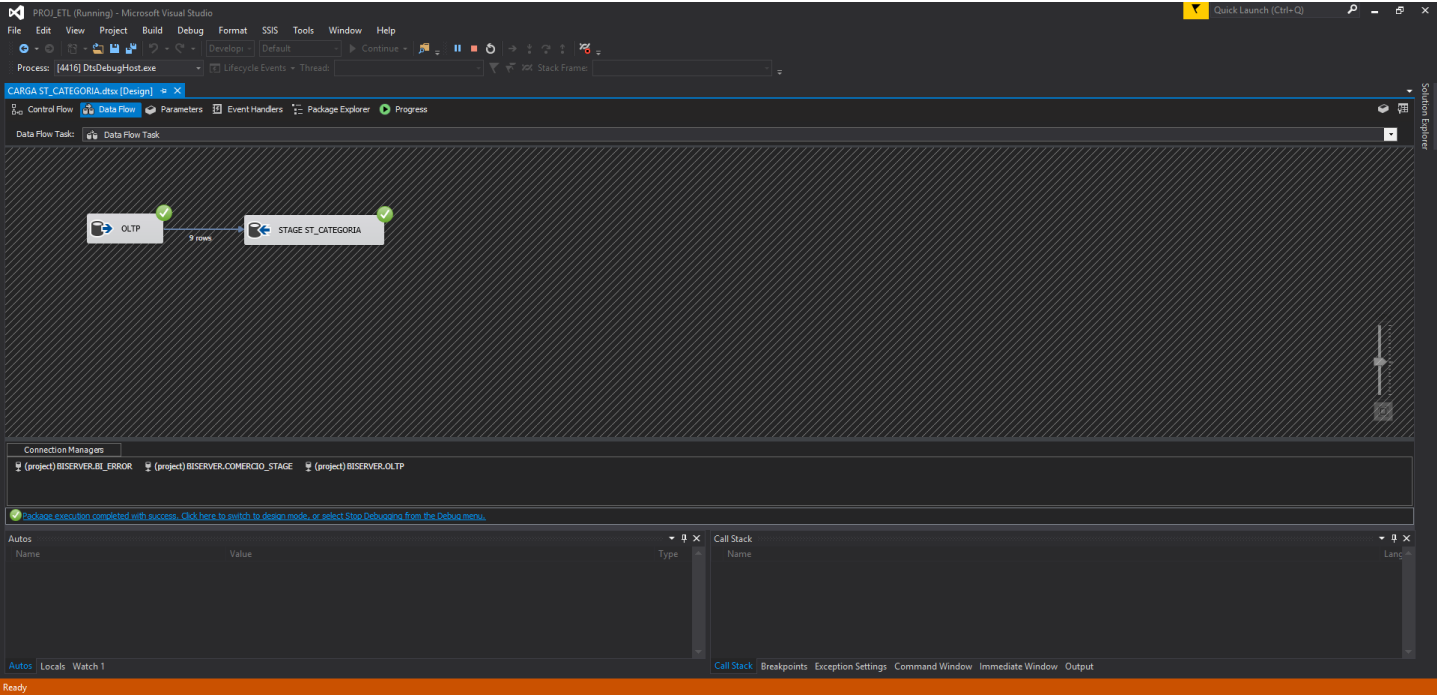 PROJ_ETL (Running) - Microsoft Visual Studio
Quick Launch (Ctrl+Q)
File Edit View Project Build Debug Format SSIS Tools Window Help
Developi Default Continue
Process: [4416] DtsDebugHost.exe Lifecycle Events Thread: Stack Frame:
CARGA ST_CATEGORIA.dtsx [Design]
Control Flow Data Flow Parameters Event Handlers Package Explorer Progress
Data Flow Task: Data Flow Task
Solution Explorer
OLTP
9 rows
STAGE ST_CATEGORIA
Connection Managers
(project) BISERVER.BI_ERROR (project) BISERVER.COMERCIO_STAGE (project) BISERVER.OLTP
Package execution completed with success. Click here to switch to design mode, or select Stop Debugging from the Debug menu.
Autos
Name Value Type
Autos Locals Watch 1
Call Stack
Name Lang
Call Stack Breakpoints Exception Settings Command Window Immediate Window Output
Ready